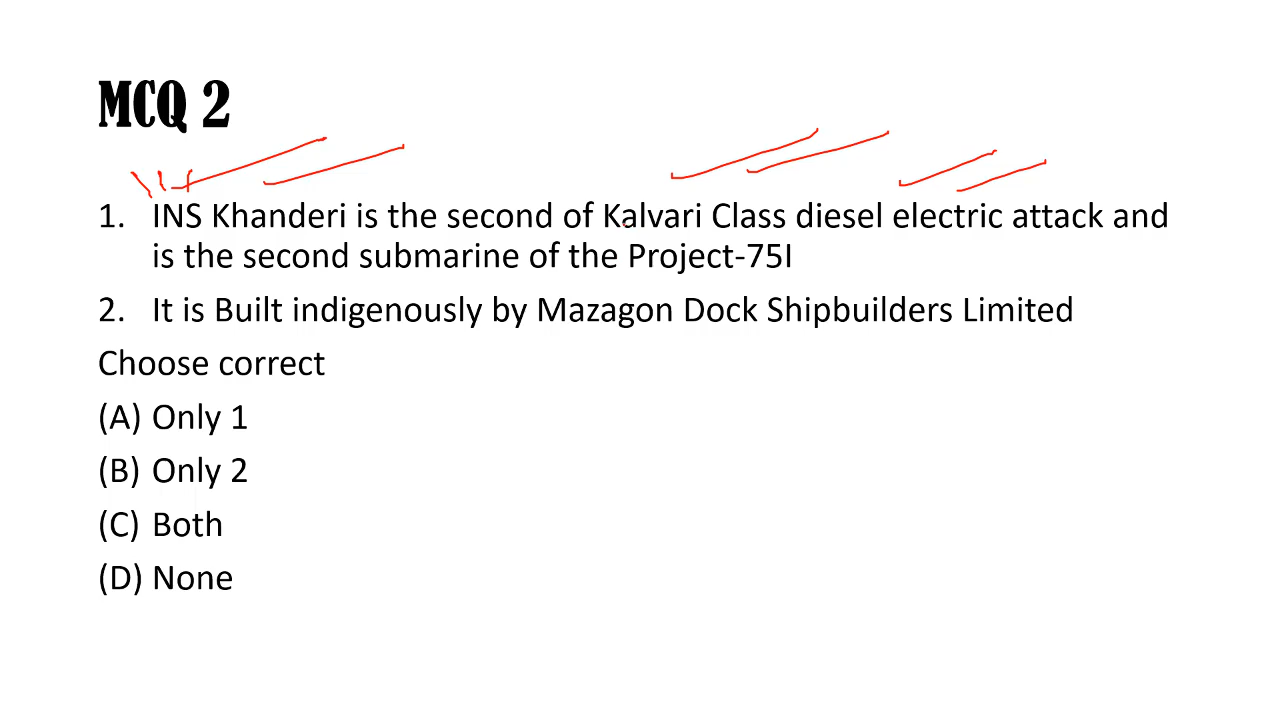 MCQ 2
1. INS Khanderi is the second of Kalvari Class diesel electric attack and
is the second submarine of the Project-75I
2. It is Built indigenously by Mazagon Dock Shipbuilders Limited
Choose correct
(A) Only 1
(B) Only 2
(C) Both
(D) None